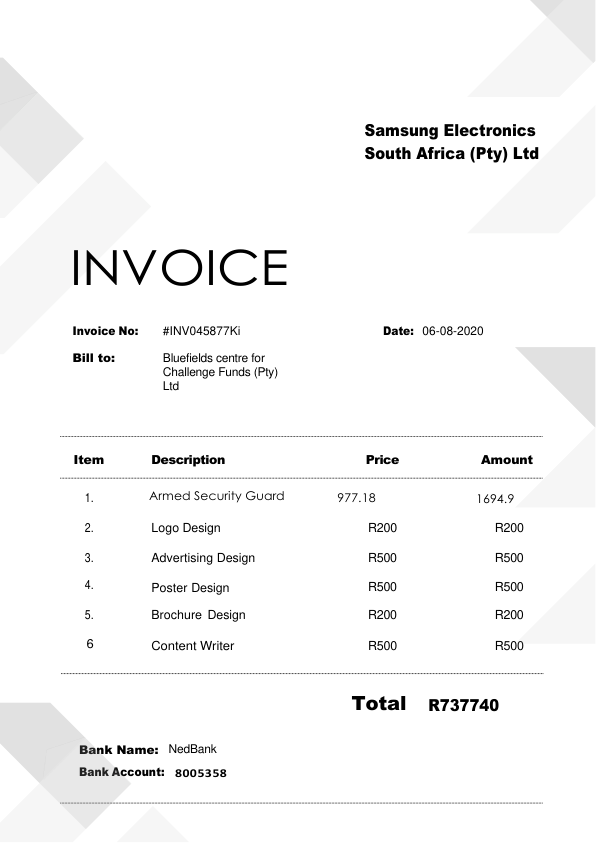 Samsung Electronics
South Africa (Pty) Ltd
INVOICE
Invoice No: #INV045877Ki Date: 06-08-2020
Bill to: Bluefields centre for
Challenge Funds (Pty)
Ltd
Item Description Price Amount
1. Armed Security Guard 977.18 1694.9
2. Logo Design R200 R200
3. Advertising Design R500 R500
4. Poster Design R500 R500
5. Brochure Design R200 R200
6 Content Writer R500 R500
Total R737740
Bank Name: NedBank
Bank Account: 8005358